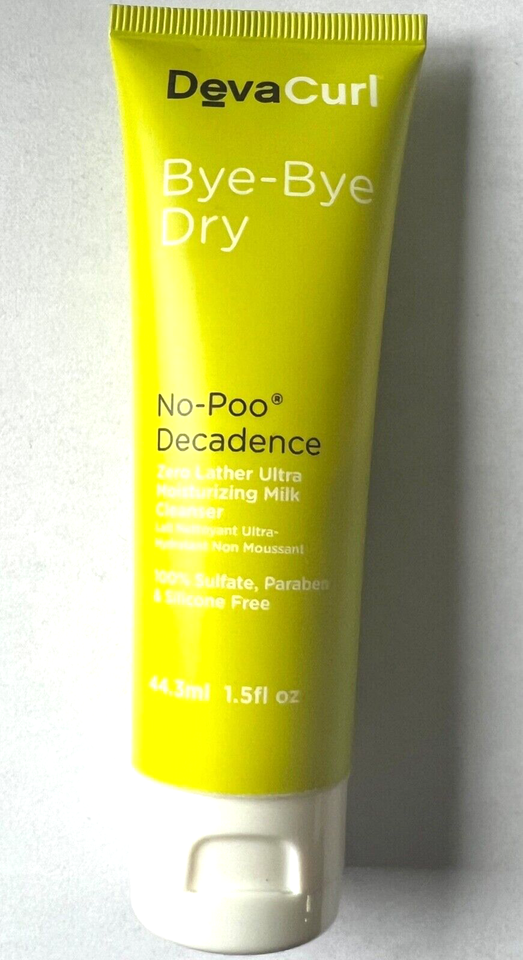 DevaCurl
Bye-Bye
Dry
No-Poo®
Decadence
Zero Lather Ultra
Moisturizing Milk
Cleanser
Lait Nettoyant Ultra-
Hydratant Non Moussant
100% Sulfate, Paraben
& Silicone Free
44.3ml 1.5fl oz